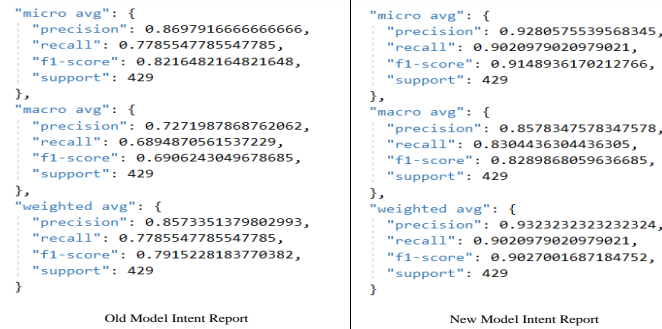 "micro avg": {
"precision": 0.8697916666666666,
"recall": 0.7785547785547785,
"f1-score": 0.8216482164821648,
"support": 429
},
"macro avg": {
"precision": 0.7271987868762062,
"recall": 0.6894870561537229,
"f1-score": 0.6906243049678685,
"support": 429
},
"weighted avg": {
"precision": 0.8573351379802993,
"recall": 0.7785547785547785,
"f1-score": 0.7915228183770382,
"support": 429
}
Old Model Intent Report
"micro avg": {
"precision": 0.9280575539568345,
"recall": 0.9020979020979021,
"f1-score": 0.9148936170212766,
"support": 429
},
"macro avg": {
"precision": 0.8578347578347578,
"recall": 0.8304436304436305,
"f1-score": 0.8289868059636685,
"support": 429
},
"weighted avg": {
"precision": 0.9323232323232324,
"recall": 0.9020979020979021,
"f1-score": 0.9027001687184752,
"support": 429
}
New Model Intent Report